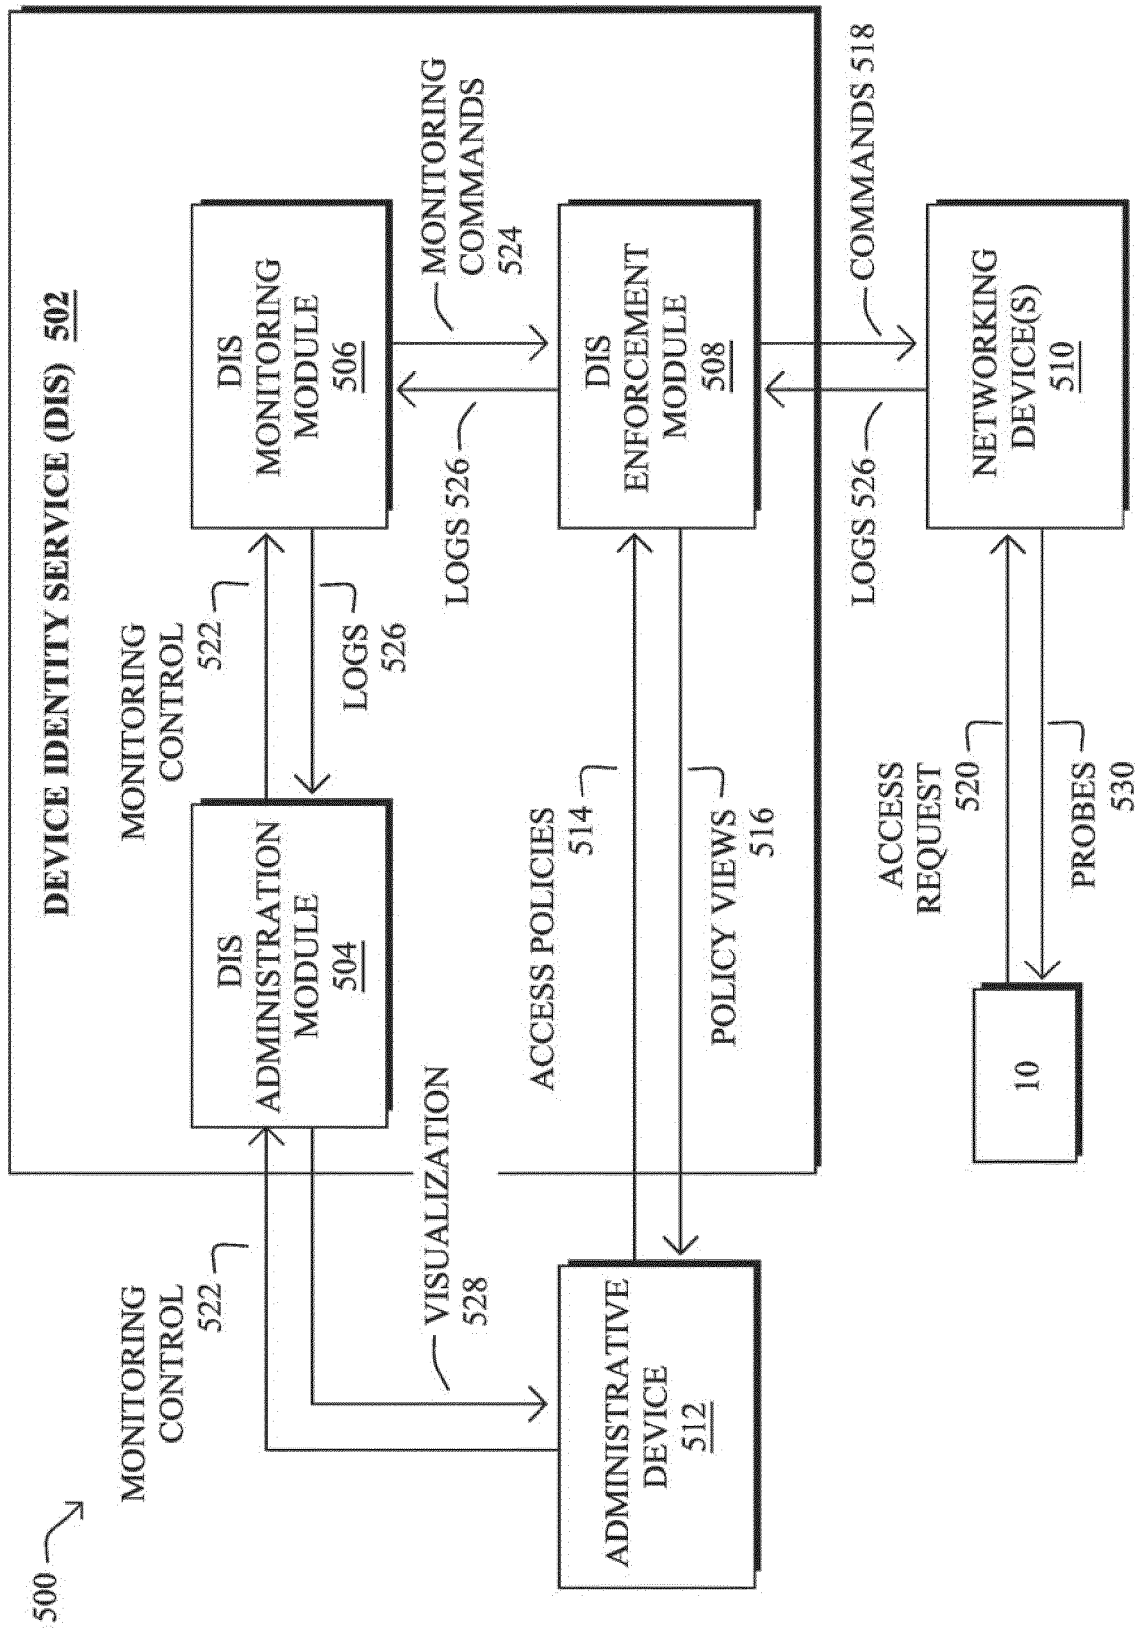 500
DEVICE IDENTITY SERVICE (DIS) 502
MONITORING
CONTROL
522
MONITORING
CONTROL
522
DIS
ADMINISTRATION
MODULE
504
DIS
MONITORING
MODULE
506
LOGS
526
VISUALIZATION
528
LOGS 526
MONITORING
COMMANDS
524
ACCESS POLICIES
514
ADMINISTRATIVE
DEVICE
512
DIS
ENFORCEMENT
MODULE
508
POLICY VIEWS
516
LOGS 526
COMMANDS 518
ACCESS
REQUEST
520
10
NETWORKING
DEVICE(S)
510
PROBES
530